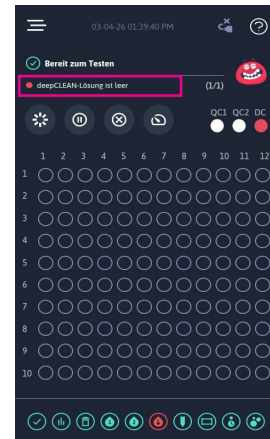 03-04-26 01:39:40 PM
Bereit zum Testen
deepCLEAN-Lösung ist leer (1/1)
QC1 QC2 DC
1 2 3 4 5 6 7 8 9 10 11 12
1
2
3
4
5
6
7
8
9
10